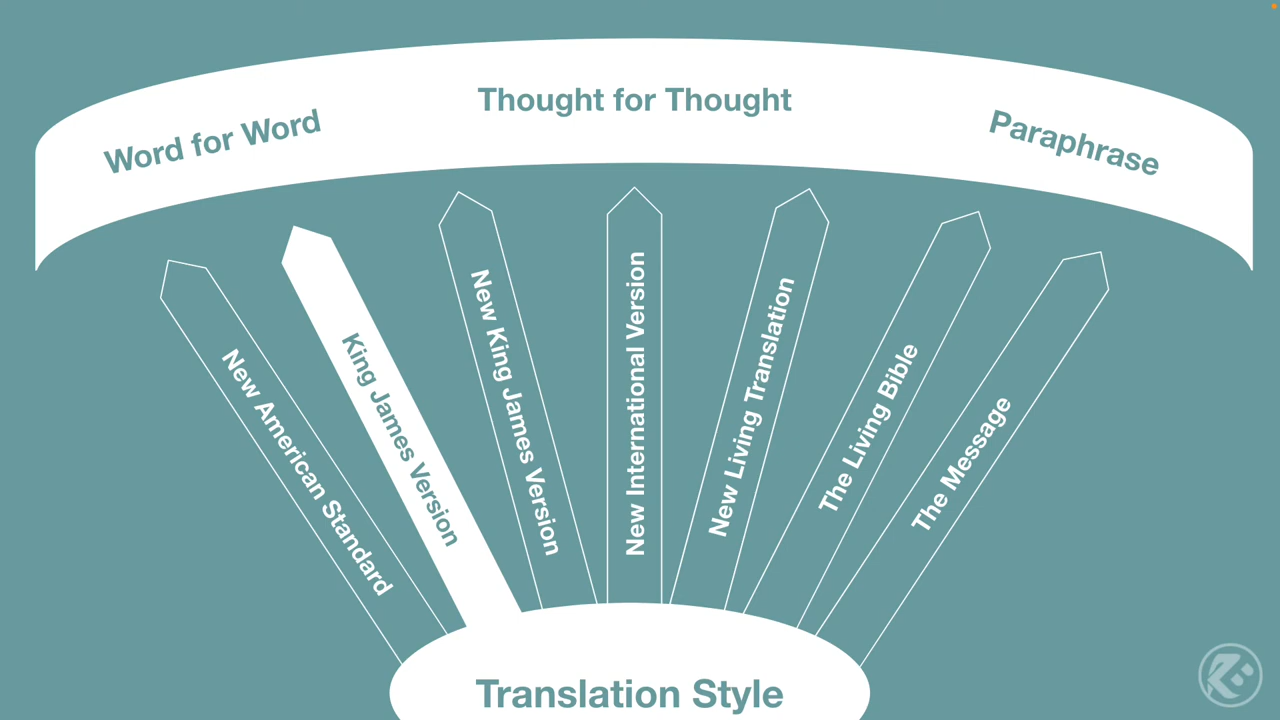 Thought for Thought
Word for Word
Paraphrase
New American Standard
King James Version
New King James Version
New International Version
New Living Translation
The Living Bible
The Message
Translation Style